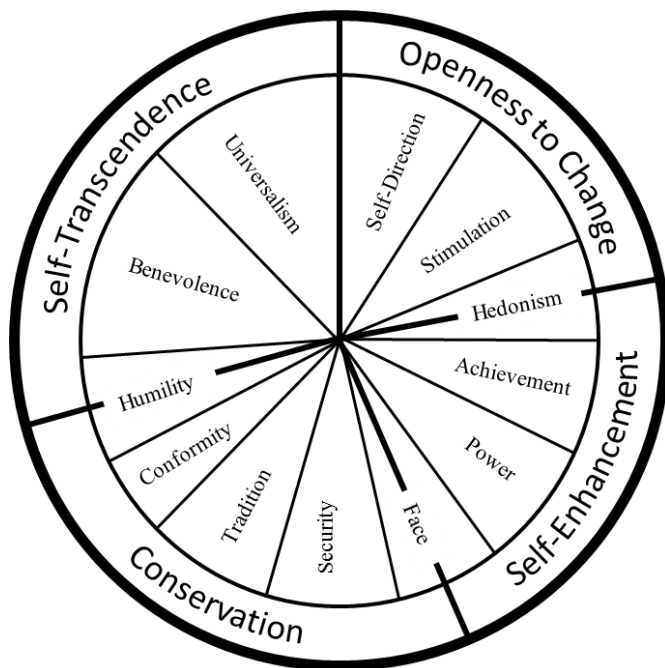 Self-Transcendence
Openness to Change
Self-Enhancement
Conservation
Universalism
Self-Direction
Stimulation
Hedonism
Achievement
Power
Face
Security
Tradition
Conformity
Humility
Benevolence